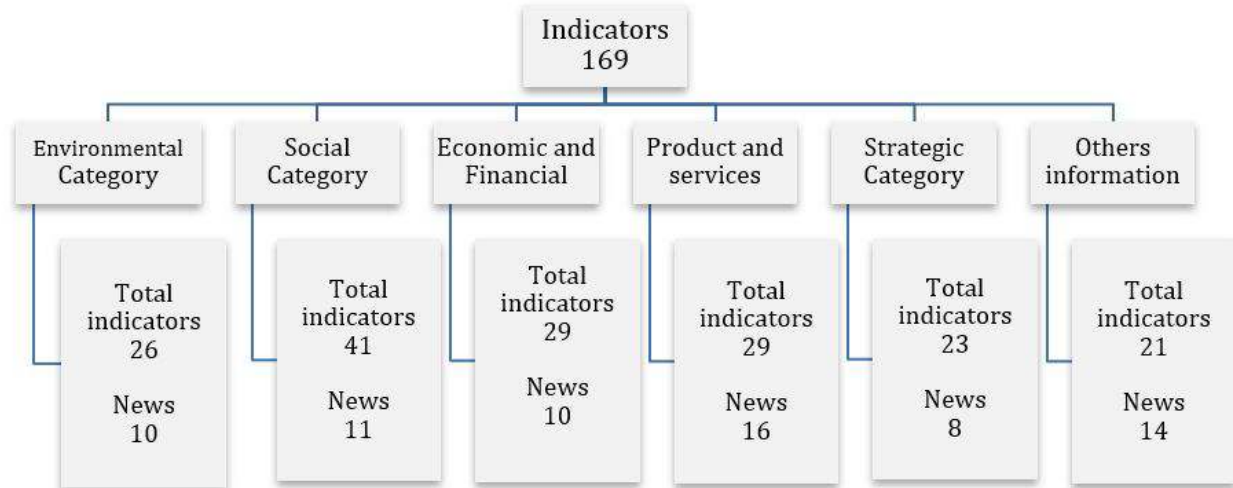 Indicators
169
Environmental
Category
Social
Category
Economic and
Financial
Product and
services
Strategic
Category
Others
information
Total
indicators
26
News
10
Total
indicators
41
News
11
Total
indicators
29
News
10
Total
indicators
29
News
16
Total
indicators
23
News
8
Total
indicators
21
News
14